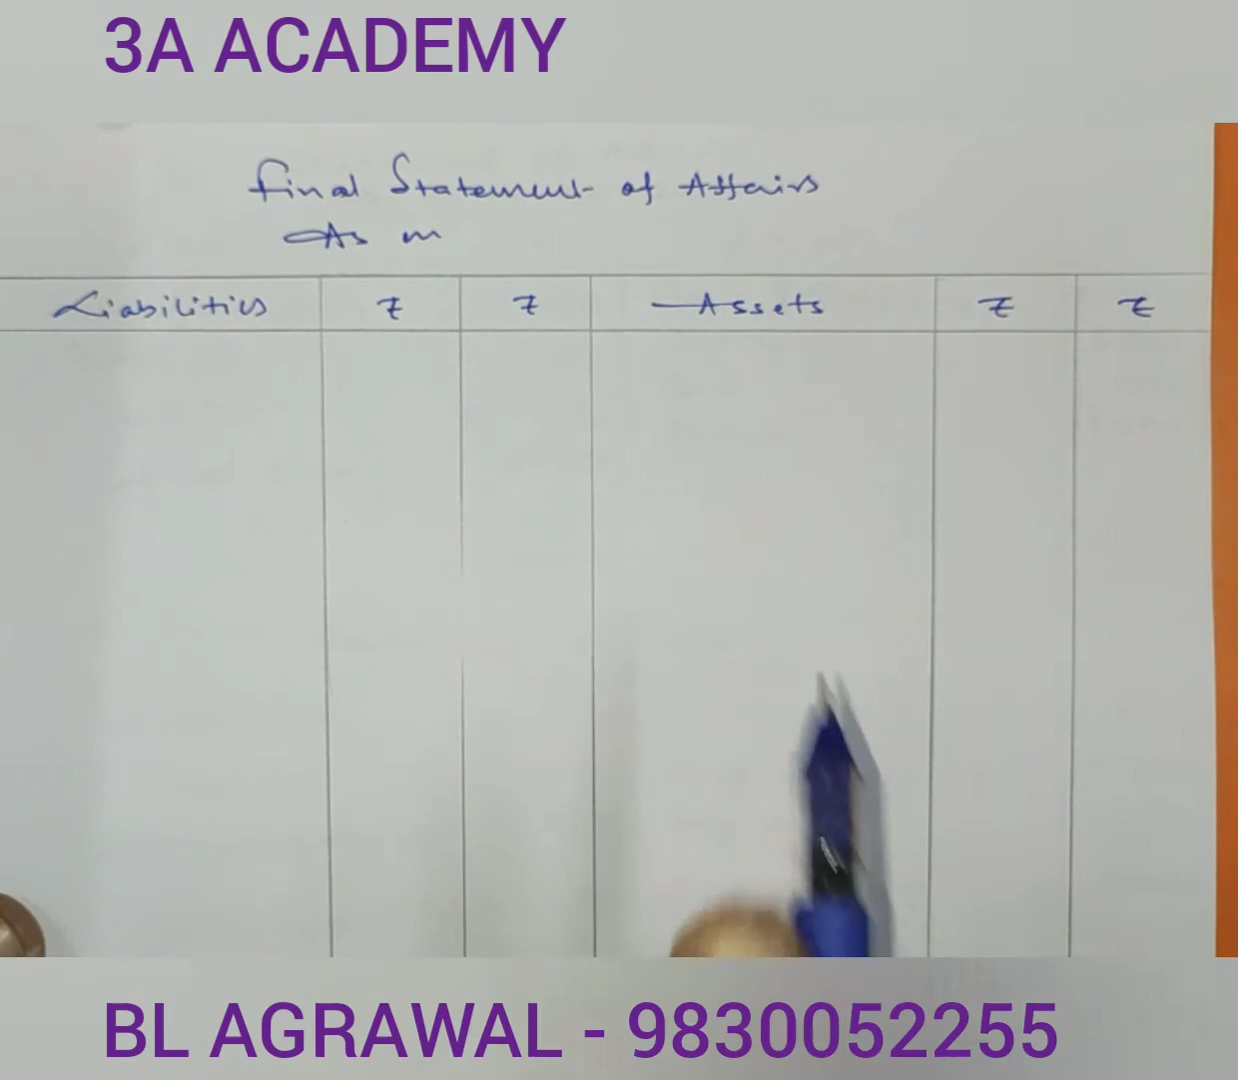 3A ACADEMY
Final Statement of Affairs
As on
Liabilities ₹ ₹ Assets ₹ ₹
BL AGRAWAL - 9830052255